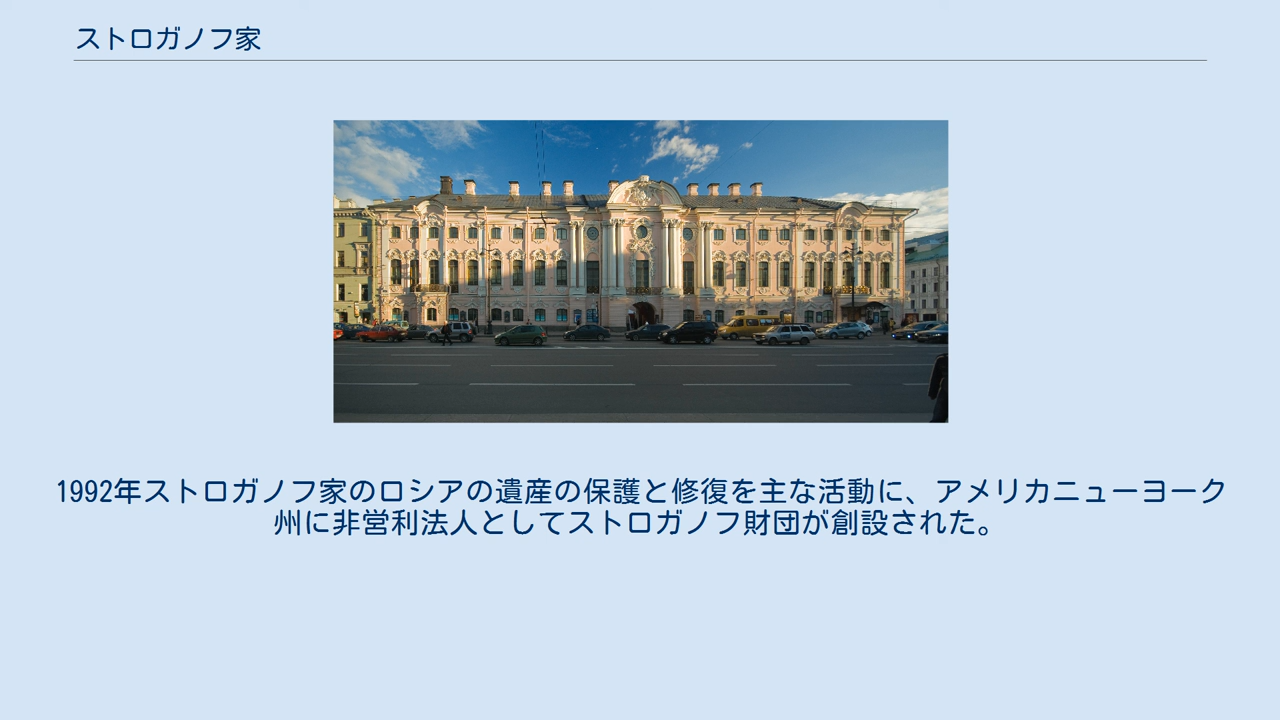 ストロガノフ家
1992年ストロガノフ家のロシアの遺産の保護と修復を主な活動に、アメリカニューヨーク
州に非営利法人としてストロガノフ財団が創設された。